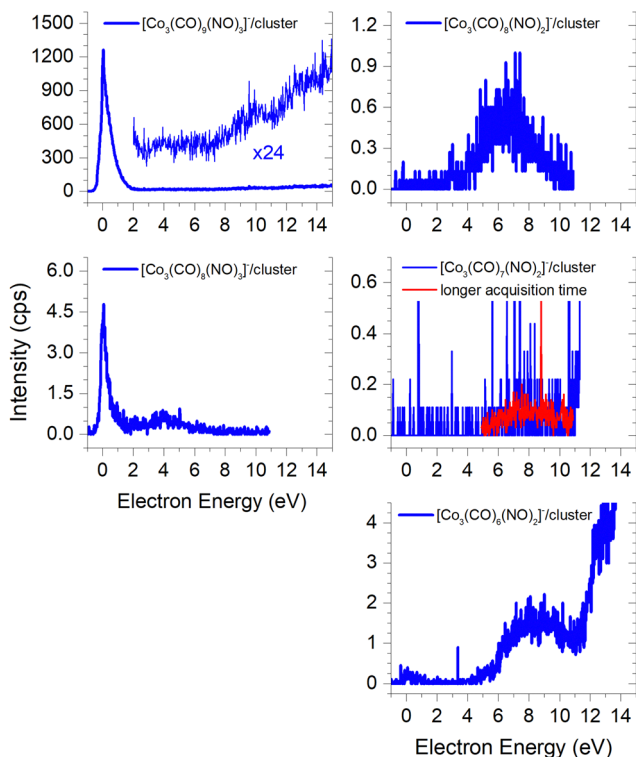 [Co₃(CO)₉(NO)₃]⁻/cluster
1500
1200
900
600
300
0
x24
0 2 4 6 8 10 12 14
[Co₃(CO)₈(NO)₂]⁻/cluster
1.2
0.9
0.6
0.3
0.0
0 2 4 6 8 10 12 14
Intensity (cps)
[Co₃(CO)₈(NO)₃]⁻/cluster
6.0
4.5
3.0
1.5
0.0
0 2 4 6 8 10 12 14
Electron Energy (eV)
[Co₃(CO)₇(NO)₂]⁻/cluster
longer acquisition time
0.6
0.4
0.2
0.0
0 2 4 6 8 10 12 14
[Co₃(CO)₆(NO)₂]⁻/cluster
4
3
2
1
0
0 2 4 6 8 10 12 14
Electron Energy (eV)